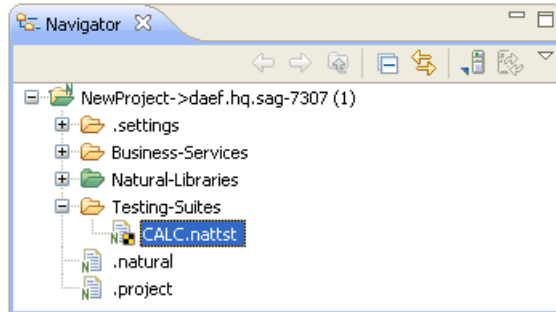 Navigator
NewProject->daef.hq.sag-7307 (1)
.settings
Business-Services
Natural-Libraries
Testing-Suites
CALC.nattst
.natural
.project